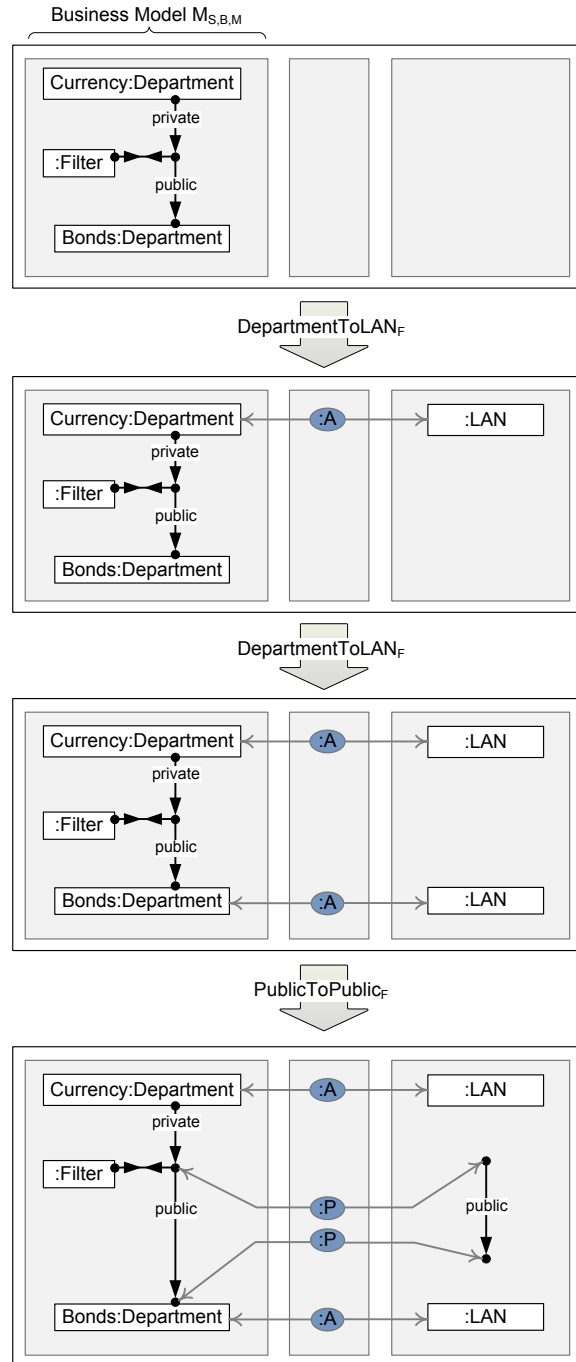 Business Model M_S,B,M
Currency:Department
private
:Filter
public
Bonds:Department
DepartmentToLAN_F
Currency:Department :A :LAN
private
:Filter
public
Bonds:Department
DepartmentToLAN_F
Currency:Department :A :LAN
private
:Filter
public
Bonds:Department :A :LAN
PublicToPublic_F
Currency:Department :A :LAN
private
:Filter
:P
public public
:P
Bonds:Department :A :LAN